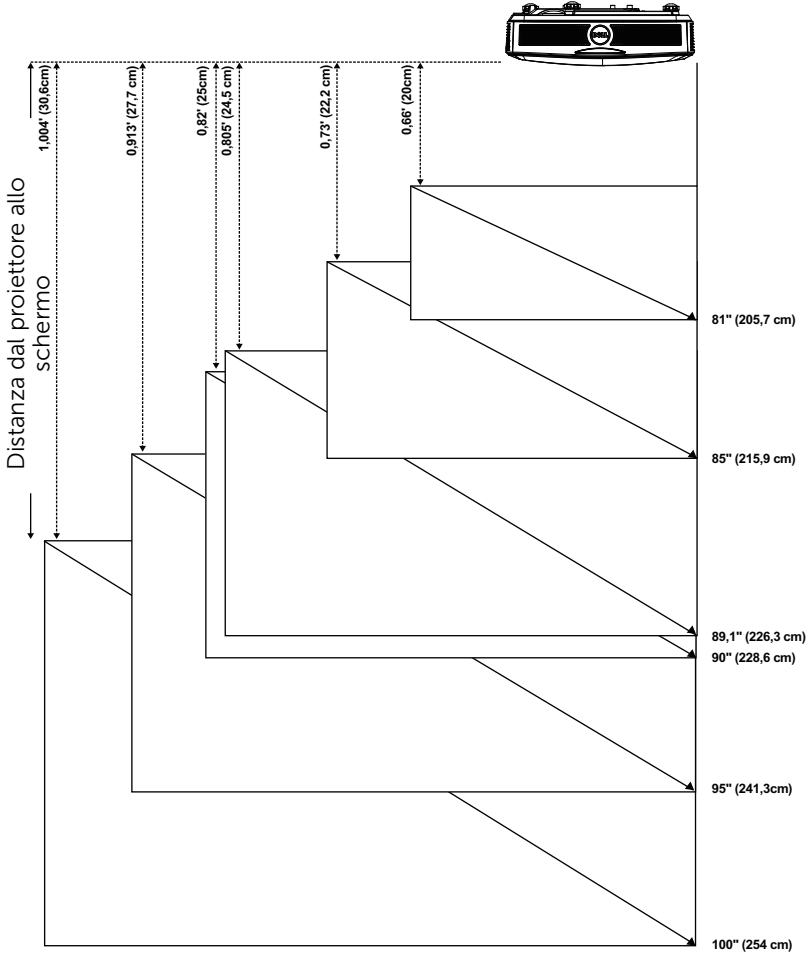 DELL
1,004' (30,6cm)
0,913' (27,7 cm)
0,82' (25cm)
0,805' (24,5 cm)
0,73' (22,2 cm)
0,66' (20cm)
Distanza dal proiettore allo
schermo
81" (205,7 cm)
85" (215,9 cm)
89,1" (226,3 cm)
90" (228,6 cm)
95" (241,3cm)
100" (254 cm)